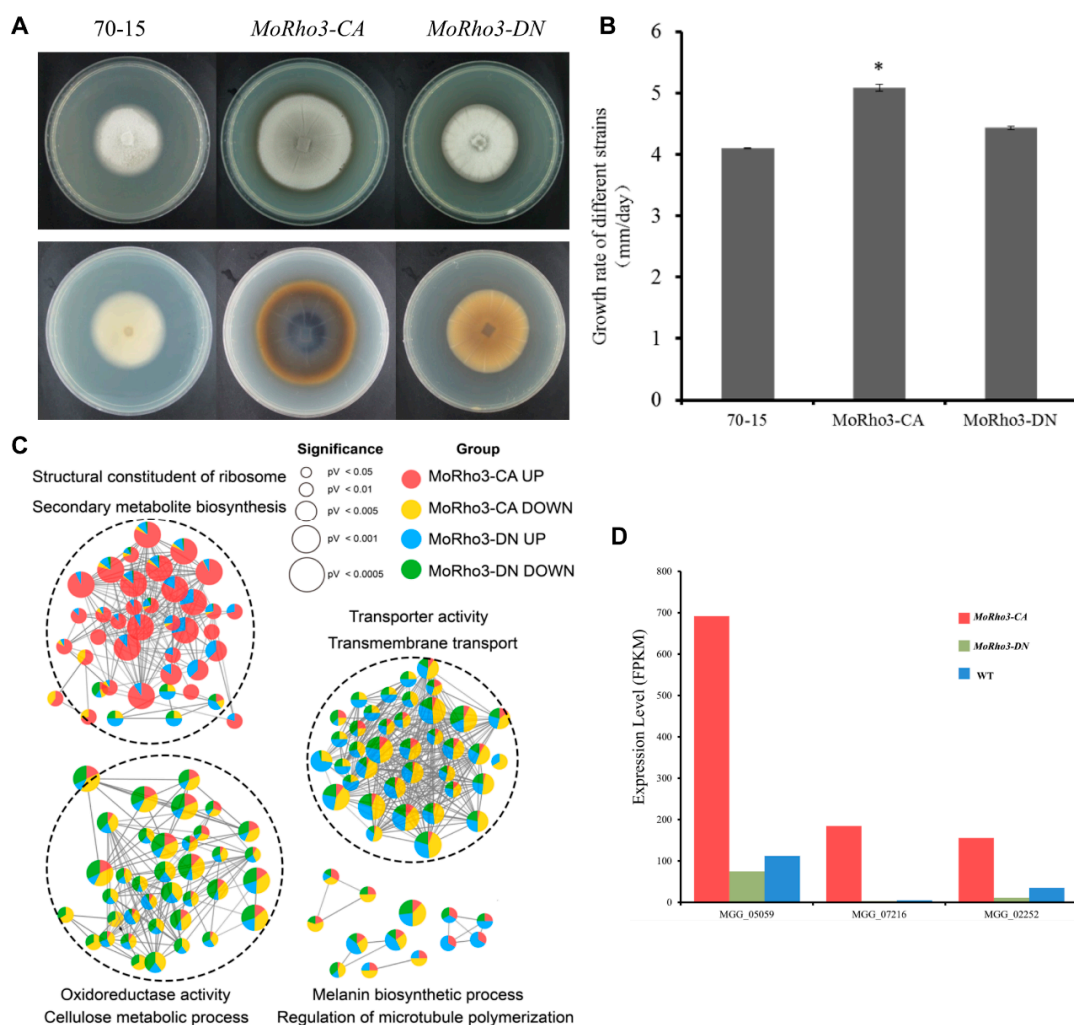 A
70-15
MoRho3-CA
MoRho3-DN
B
Growth rate of different strains
(mm/day)
6
5
4
3
2
1
0
*
70-15
MoRho3-CA
MoRho3-DN
C
Structural constitudent of ribosome
Secondary metabolite biosynthesis
Significance
pV < 0.05
pV < 0.01
pV < 0.005
pV < 0.001
pV < 0.0005
Group
MoRho3-CA UP
MoRho3-CA DOWN
MoRho3-DN UP
MoRho3-DN DOWN
Transporter activity
Transmembrane transport
Oxidoreductase activity
Cellulose metabolic process
Melanin biosynthetic process
Regulation of microtubule polymerization
D
Expression Level (FPKM)
800
700
600
500
400
300
200
100
0
MoRho3-CA
MoRho3-DN
WT
MGG_05059
MGG_07216
MGG_02252